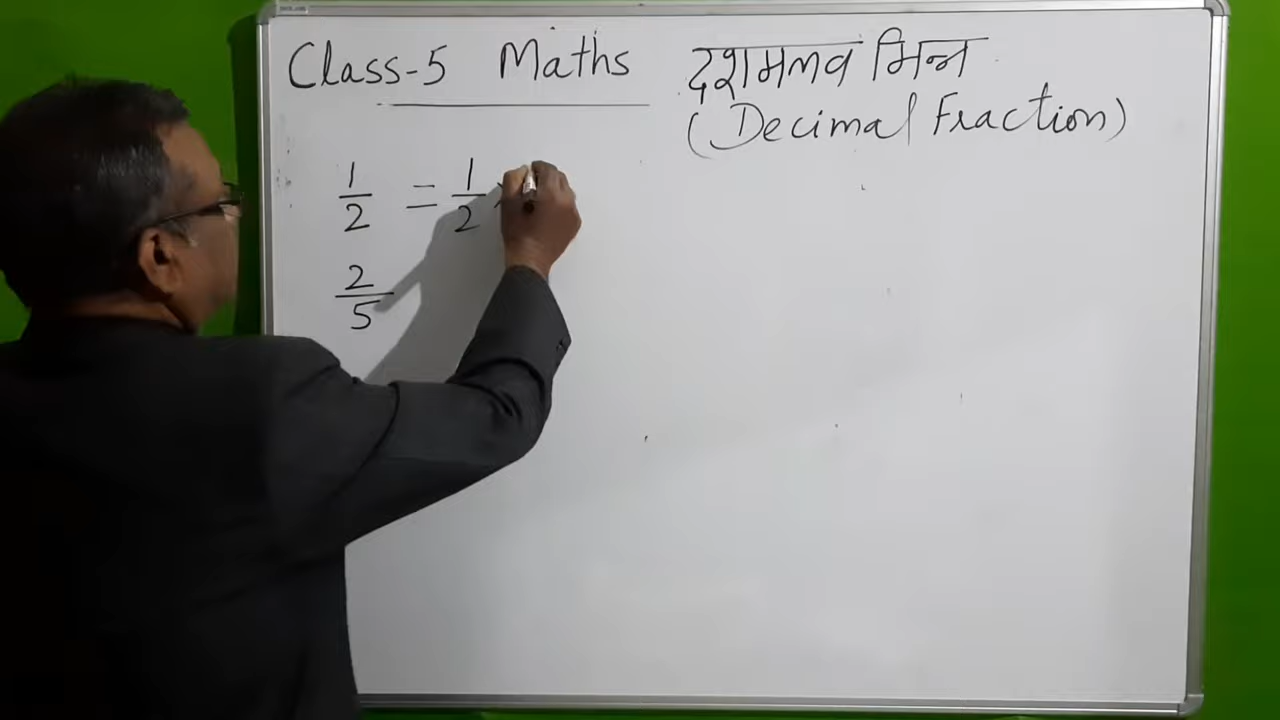 Class-5 Maths दशमलव भिन्न
(Decimal Fraction)
1/2 = 1/2 ×
2/5